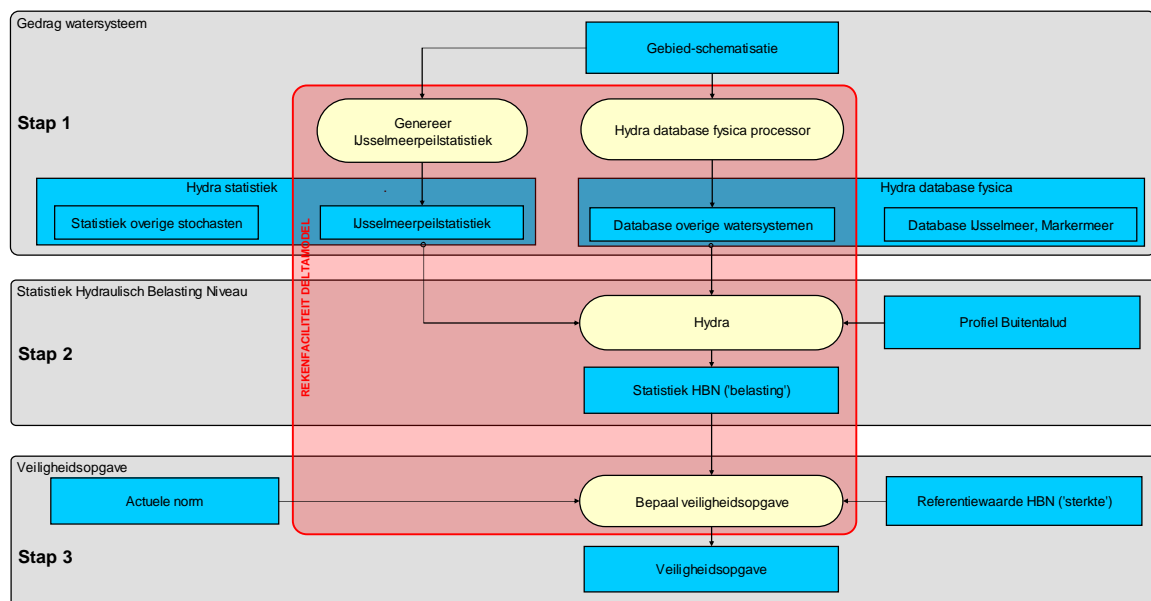 Gedrag watersysteem
Gebied-schematisatie
Stap 1
Genereer
IJsselmeerpeilstatistiek
Hydra database fysica processor
Hydra statistiek
Hydra database fysica
Statistiek overige stochasten
IJsselmeerpeilstatistiek
Database overige watersystemen
Database IJsselmeer, Markermeer
REKENFACILITEIT DELTAMODEL
Statistiek Hydraulisch Belasting Niveau
Hydra
Profiel Buitentalud
Stap 2
Statistiek HBN ('belasting')
Veiligheidsopgave
Actuele norm
Bepaal veiligheidsopgave
Referentiewaarde HBN ('sterkte')
Stap 3
Veiligheidsopgave